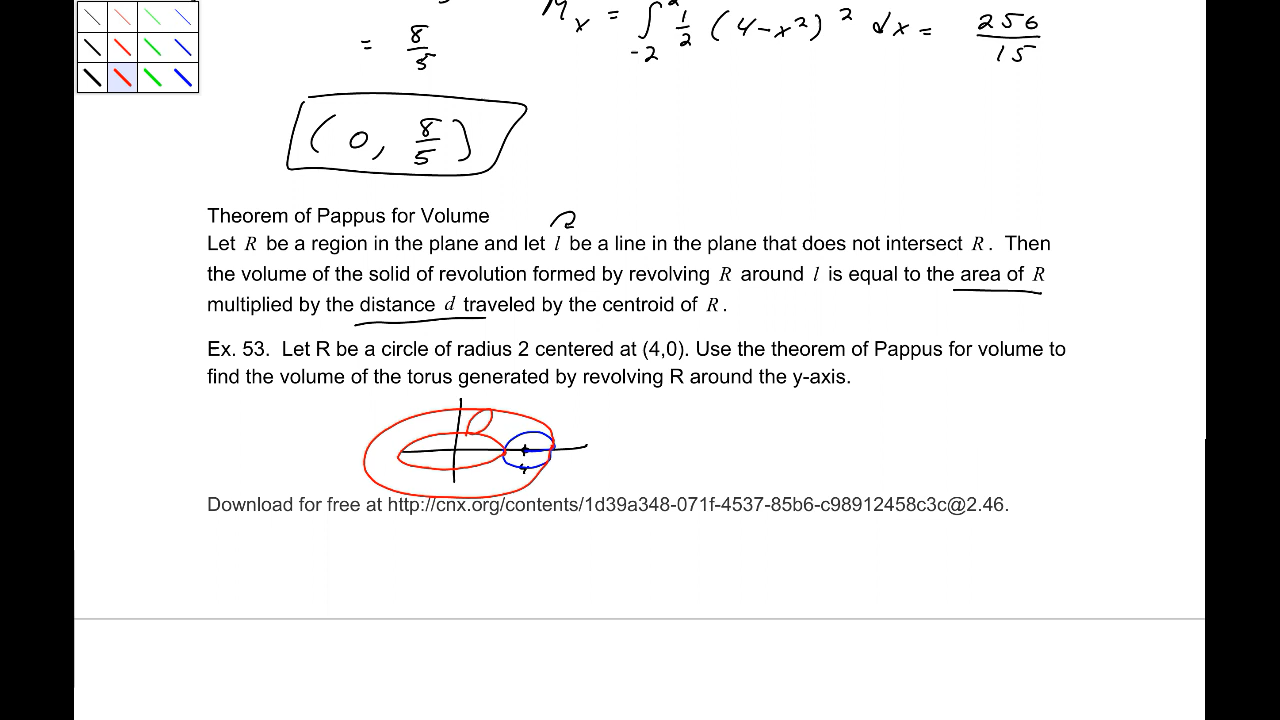 = 8/5
M_x = ∫_{-2}^{2} 1/2 (4-x²)² dx = 256/15
(0, 8/5)
Theorem of Pappus for Volume
Let R be a region in the plane and let l be a line in the plane that does not intersect R. Then
the volume of the solid of revolution formed by revolving R around l is equal to the area of R
multiplied by the distance d traveled by the centroid of R.
Ex. 53. Let R be a circle of radius 2 centered at (4,0). Use the theorem of Pappus for volume to
find the volume of the torus generated by revolving R around the y-axis.
Download for free at http://cnx.org/contents/1d39a348-071f-4537-85b6-c98912458c3c@2.46.